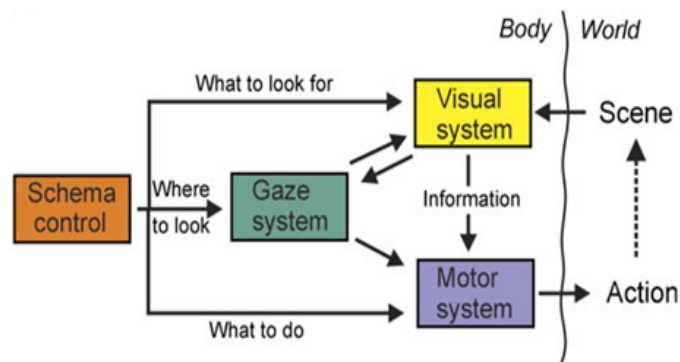 Body
World
What to look for
Visual
system
Scene
Schema
control
Where
to look
Gaze
system
Information
Motor
system
Action
What to do